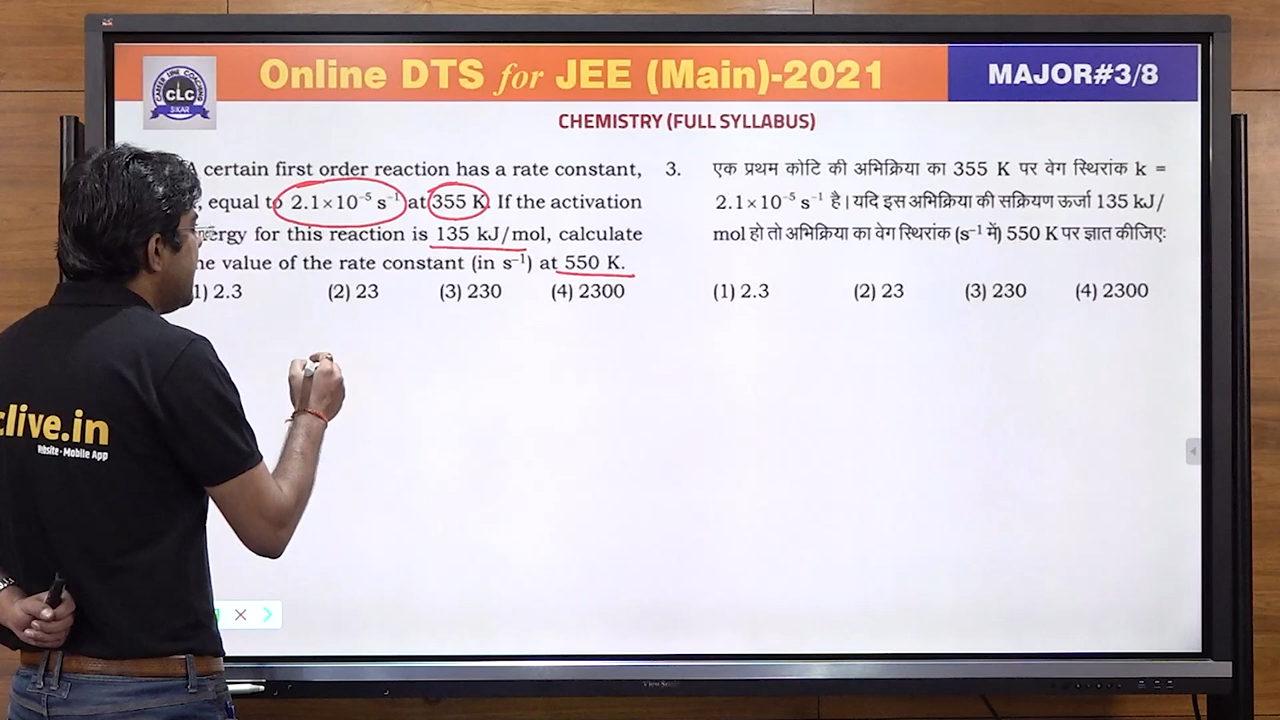 Online DTS for JEE (Main)-2021
MAJOR#3/8
CLC
SIKAR
CHEMISTRY (FULL SYLLABUS)
certain first order reaction has a rate constant,
, equal to 2.1×10⁻⁵ s⁻¹ at 355 K. If the activation
for this reaction is 135 kJ/mol, calculate
value of the rate constant (in s⁻¹) at 550 K.
1) 2.3 (2) 23 (3) 230 (4) 2300
3. एक प्रथम कोटि की अभिक्रिया का 355 K पर वेग स्थिरांक k =
2.1×10⁻⁵ s⁻¹ है। यदि इस अभिक्रिया की सक्रियण ऊर्जा 135 kJ/
mol हो तो अभिक्रिया का वेग स्थिरांक (s⁻¹ में) 550 K पर ज्ञात कीजिएः
(1) 2.3 (2) 23 (3) 230 (4) 2300
clive.in
Website · Mobile App
ViewSonic